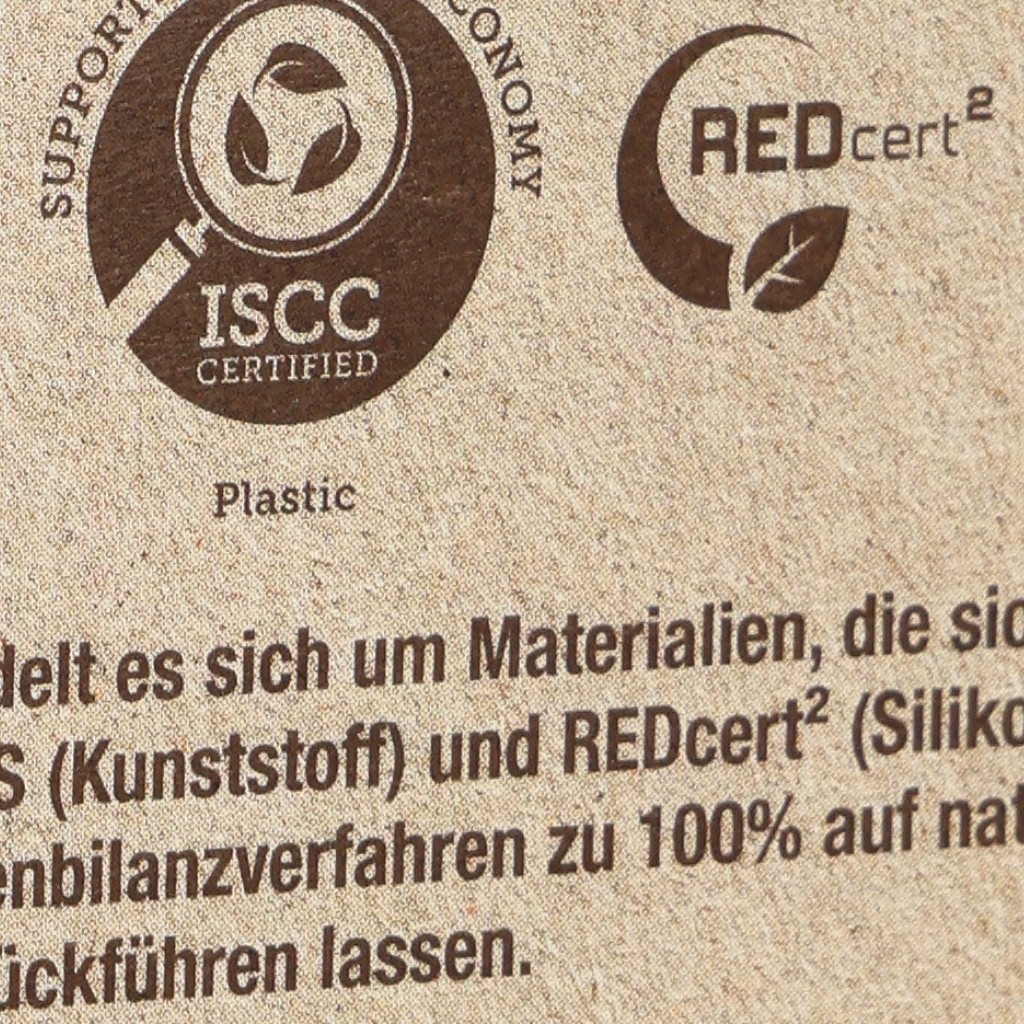 SUPPORT
CONOMY
ISCC
CERTIFIED
Plastic
REDcert²
delt es sich um Materialien, die sic
S (Kunststoff) und REDcert² (Siliko
enbilanzverfahren zu 100% auf nat
ückführen lassen.